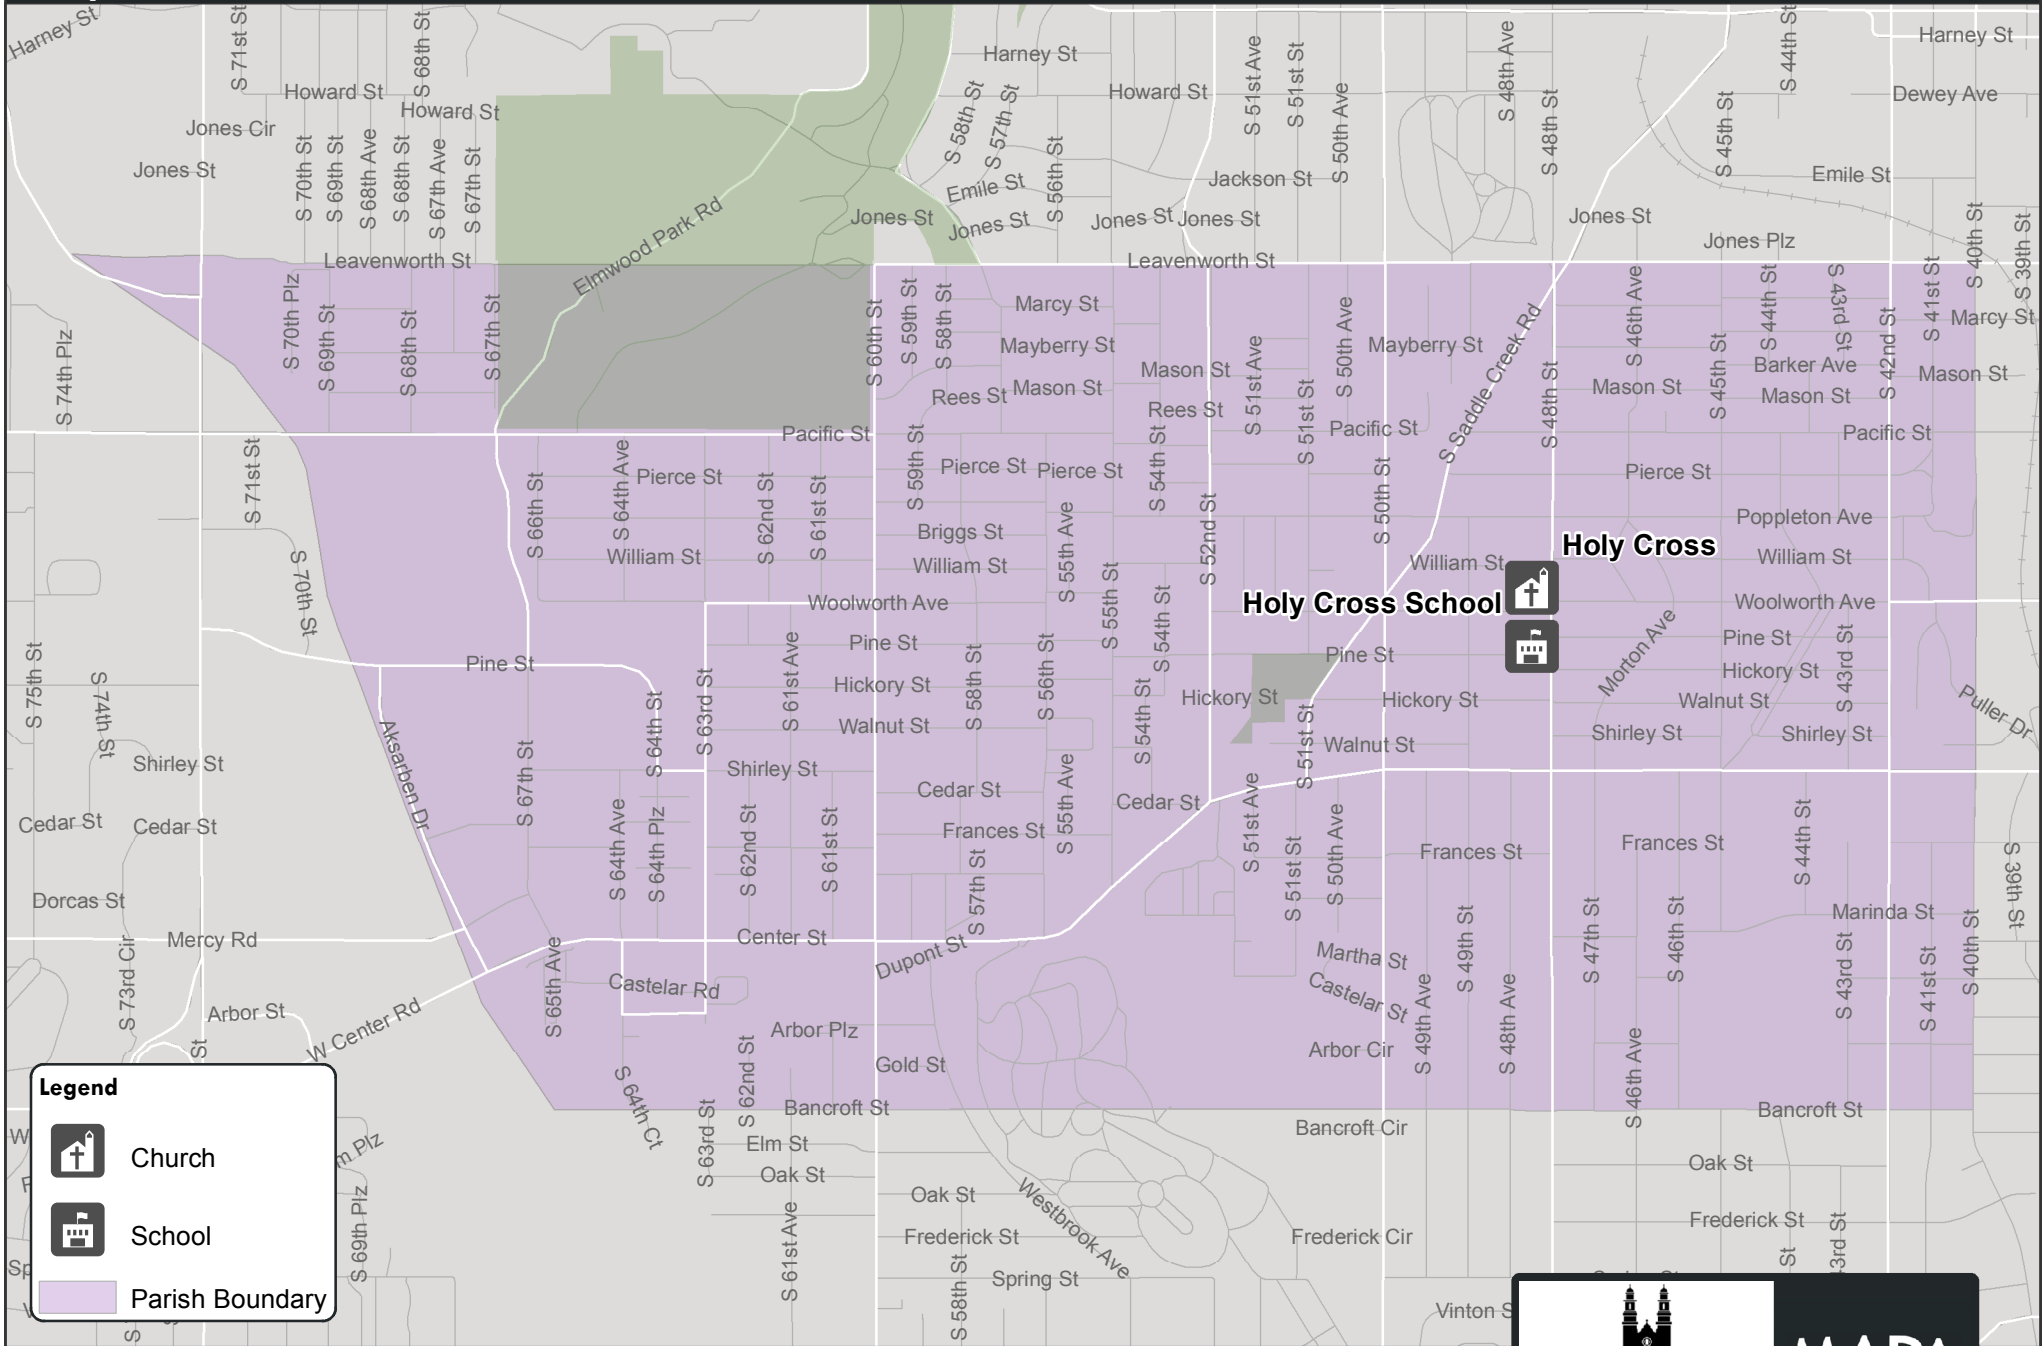 Harney St
S 71st St
S 68th St
Harney St
S 51st Ave
S 51st St
S 48th Ave
S 44th St
Harney St
Howard St
Howard St
Howard St
S 58th St
S 57th St
S 50th Ave
S 48th St
S 45th St
Dewey Ave
Jones Cir
Jones St
S 70th St
S 69th St
S 68th Ave
S 68th St
S 67th Ave
S 67th St
Elmwood Park Rd
Emile St
S 56th St
Jackson St
Emile St
Jones St
Jones St
Jones St
Jones St
Jones St
Jones Plz
S 40th St
S 39th St
Leavenworth St
Leavenworth St
S 74th Plz
S 70th Plz
S 69th St
S 68th St
S 67th St
S 60th St
S 59th St
S 58th St
Marcy St
Mayberry St
Mason St
Rees St
Mason St
Rees St
S 51st Ave
S 51st St
S 50th Ave
Mayberry St
S Saddle Creek Rd
S 48th St
S 46th Ave
S 45th St
S 44th St
S 43rd St
S 42nd St
S 41st St
Marcy St
Barker Ave
Mason St
Mason St
Mason St
Pacific St
Pacific St
Pacific St
S 71st St
S 66th St
S 64th Ave
Pierce St
S 62nd St
S 61st St
S 59th St
Pierce St
Pierce St
S 54th St
S 52nd St
S 50th St
Pierce St
Poppleton Ave
Briggs St
William St
William St
S 55th Ave
William St
William St
Holy Cross
S 70th St
Woolworth Ave
S 55th St
S 54th St
Holy Cross School
Woolworth Ave
Morton Ave
Pine St
Pine St
Pine St
Pine St
S 43rd St
S 75th St
S 74th St
S 64th St
S 63rd St
S 61st Ave
Hickory St
S 58th St
S 56th St
S 54th St
Hickory St
Hickory St
Hickory St
Walnut St
Walnut St
Walnut St
S 51st St
Shirley St
Shirley St
Puller Dr
Aksarben Dr
S 67th St
Shirley St
Shirley St
Cedar St
Cedar St
Cedar St
Cedar St
S 64th Ave
S 64th Plz
S 62nd St
S 61st St
Frances St
S 55th Ave
S 57th St
S 51st Ave
S 51st St
S 50th Ave
Frances St
Frances St
S 44th St
S 39th St
Dorcas St
Mercy Rd
Center St
Dupont St
Marinda St
S 73rd Cir
S 65th Ave
Castelar Rd
Martha St
Castelar St
S 49th Ave
S 49th St
S 48th Ave
S 47th St
S 46th St
S 43rd St
S 41st St
S 40th St
Arbor St
W Center Rd
St
Arbor Plz
Arbor Cir
S 64th Ct
S 62nd St
Gold St
S 46th Ave
Bancroft St
Bancroft St
Bancroft Cir
S 63rd St
Elm St
Oak St
Oak St
Oak St
Westbrook Ave
S 69th Plz
S 61st Ave
Frederick St
Frederick Cir
Frederick St
St
S 58th St
Spring St
Vinton S
Legend
Church
School
Parish Boundary